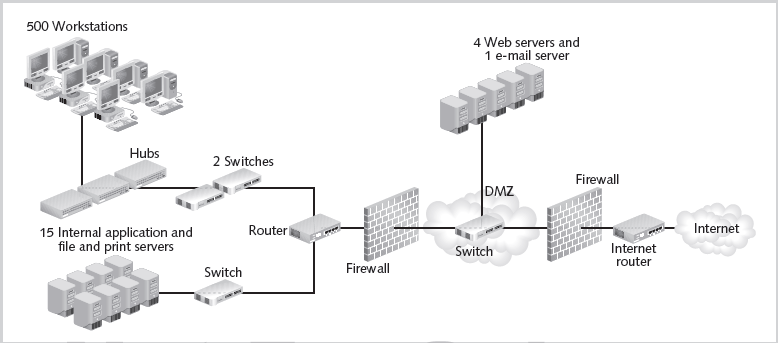 500 Workstations
4 Web servers and
1 e-mail server
Hubs
2 Switches
DMZ
Firewall
15 Internal application and
file and print servers
Router
Switch
Internet
Internet
router
Firewall
Switch